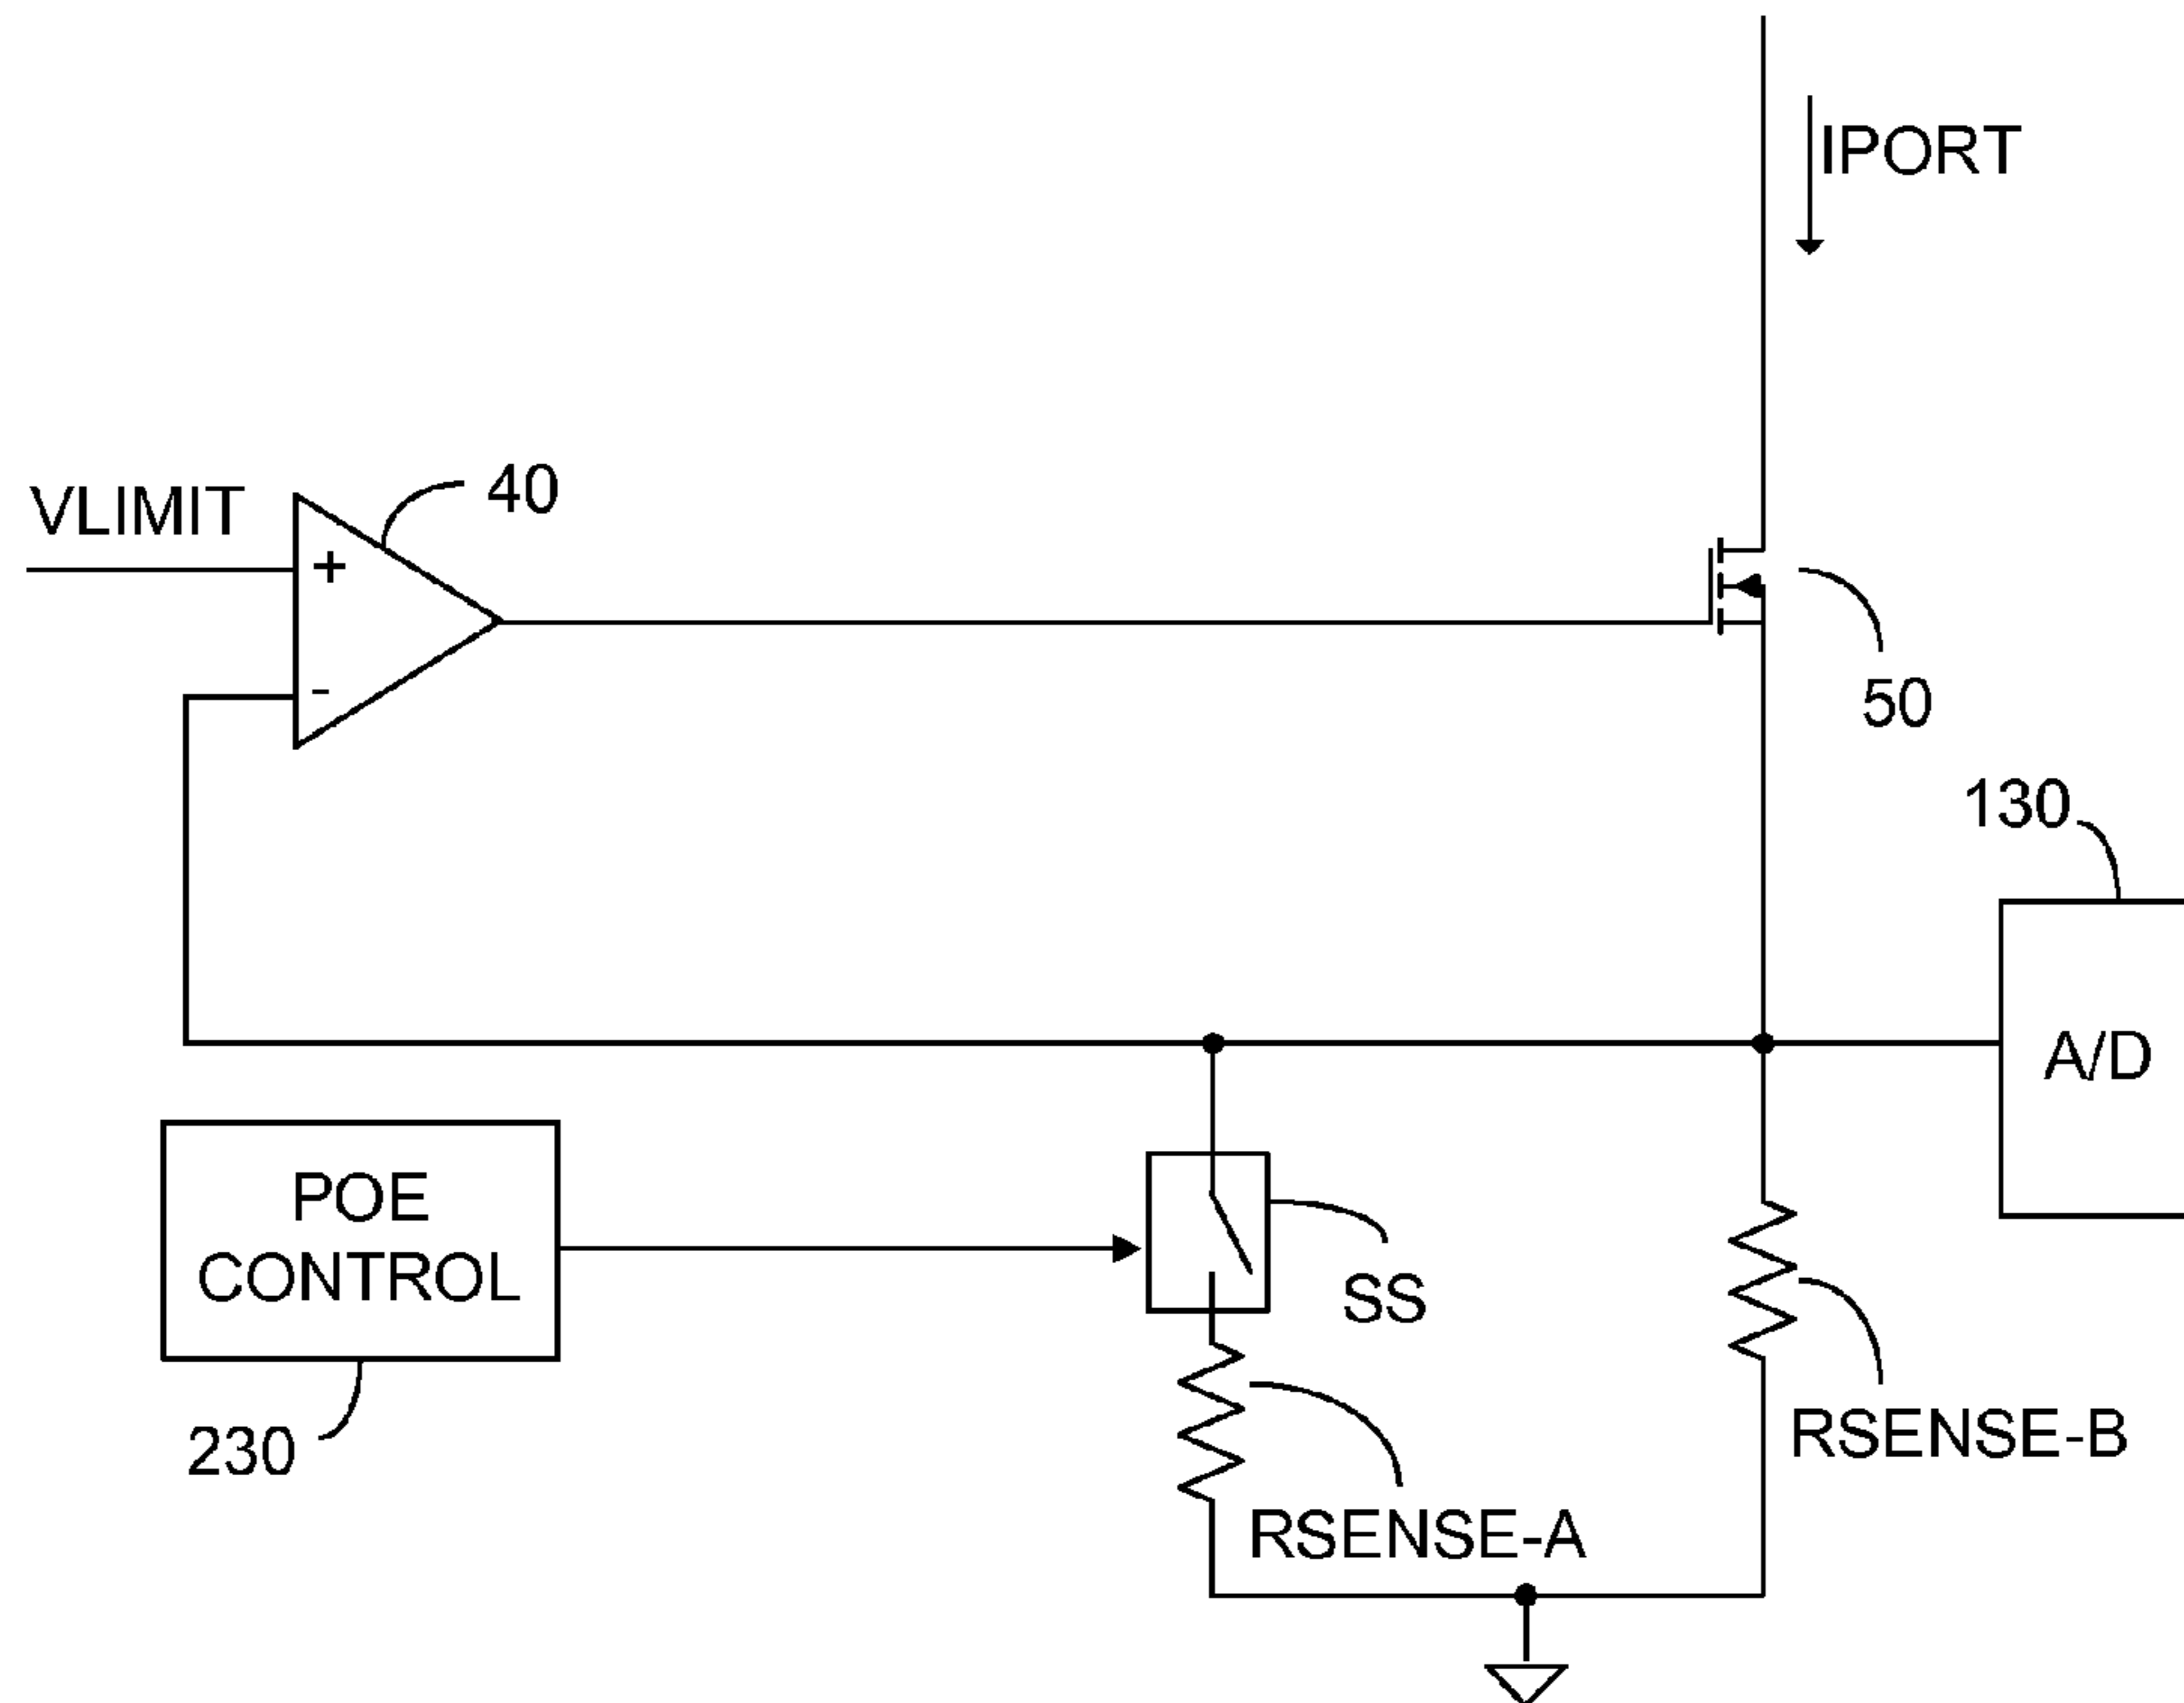 IPORT
VLIMIT
40
+
-
50
130
A/D
POE
CONTROL
SS
230
RSENSE-B
RSENSE-A